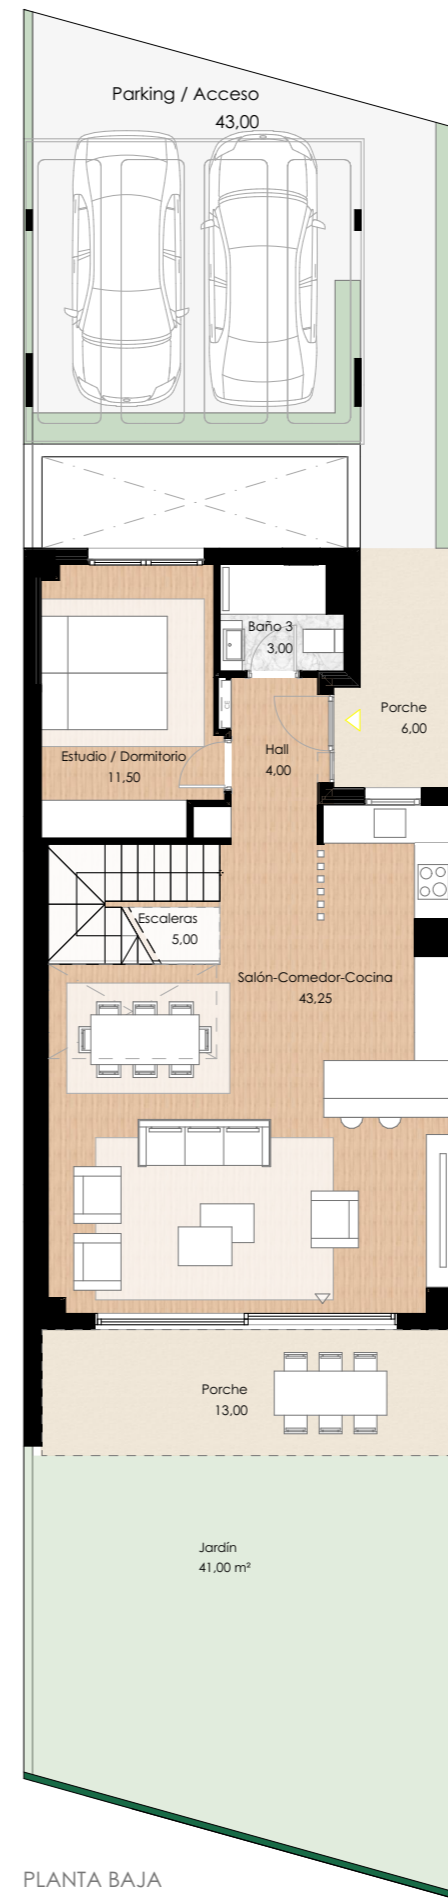 Parking / Acceso
43,00
Baño 3
3,00
Porche
6,00
Hall
4,00
Estudio / Dormitorio
11,50
Escaleras
5,00
Salón-Comedor-Cocina
43,25
Porche
13,00
Jardín
41,00 m²
PLANTA BAJA